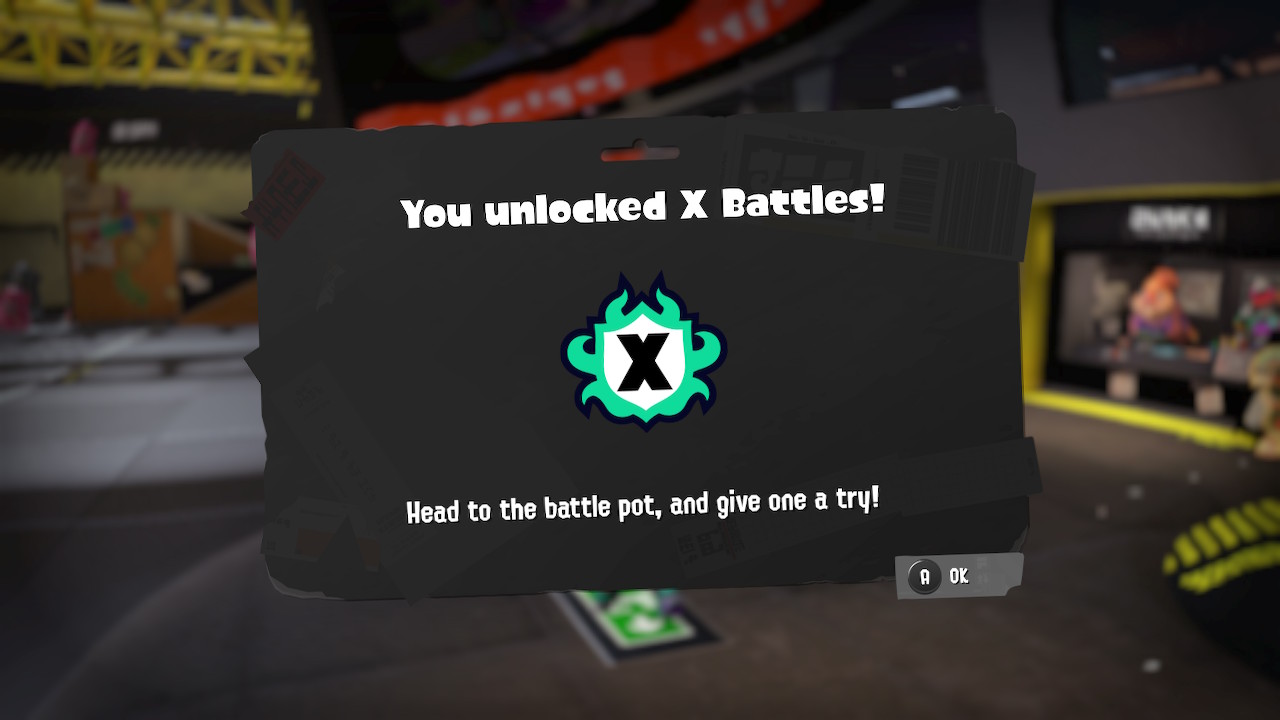 You unlocked X Battles!
X
Head to the battle pot, and give one a try!
A OK